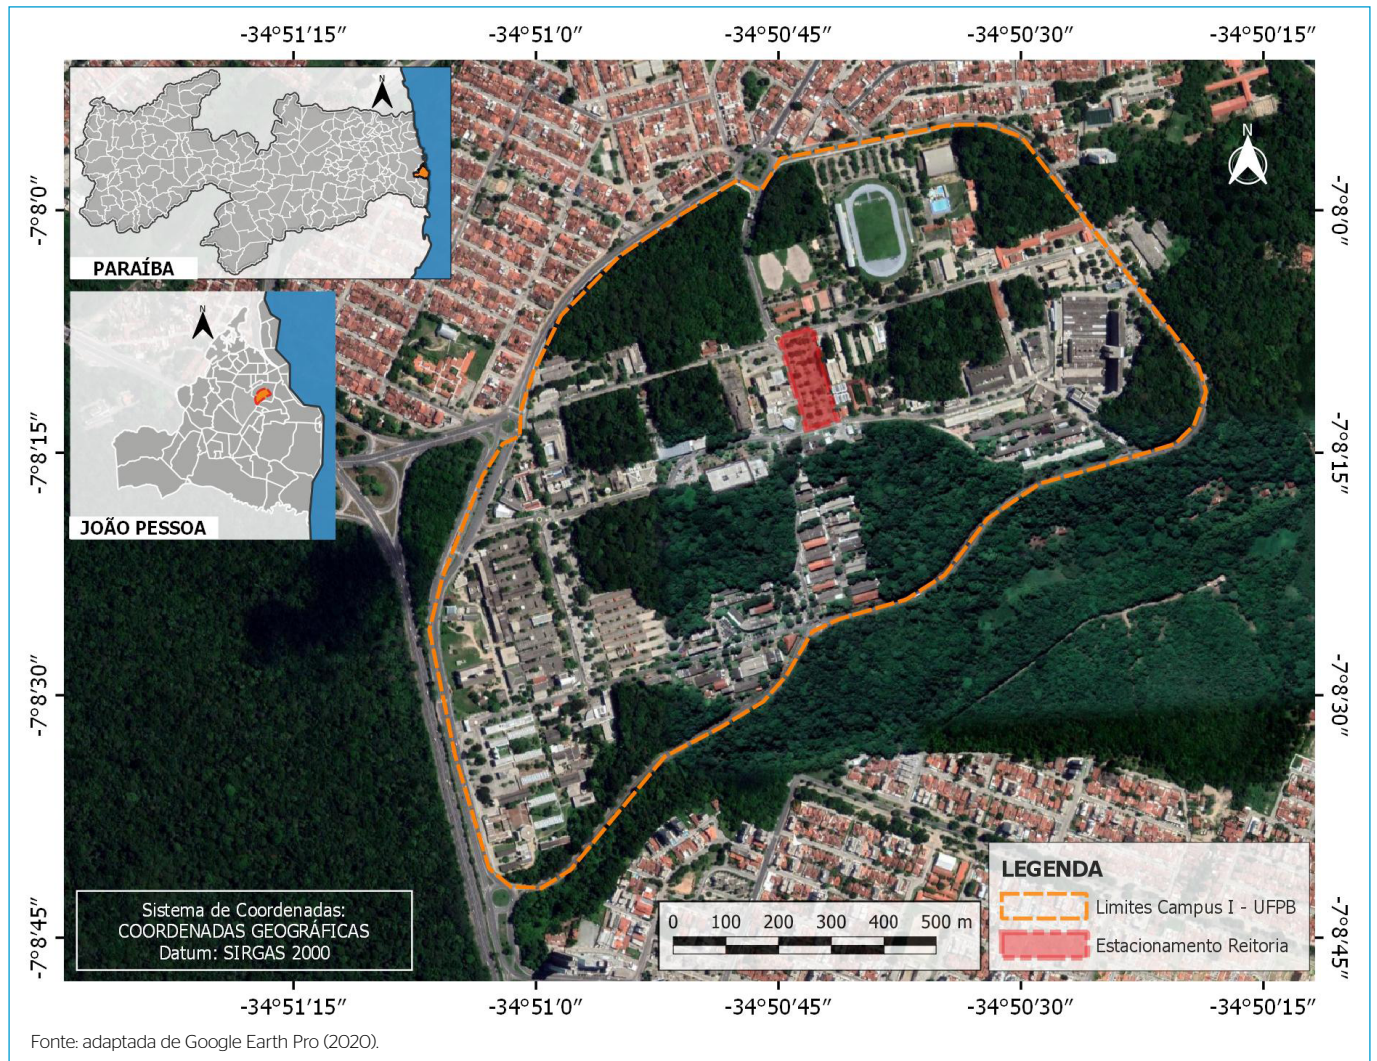 -34°51′15″ -34°51′0″ -34°50′45″ -34°50′30″ -34°50′15″
N
PARAÍBA
N
JOÃO PESSOA
N
-7°8′0″
-7°8′15″
-7°8′30″
-7°8′45″
-7°8′0″
-7°8′15″
-7°8′30″
-7°8′45″
Sistema de Coordenadas:
COORDENADAS GEOGRÁFICAS
Datum: SIRGAS 2000
0 100 200 300 400 500 m
LEGENDA
Limites Campus I - UFPB
Estacionamento Reitoria
-34°51′15″ -34°51′0″ -34°50′45″ -34°50′30″ -34°50′15″
Fonte: adaptada de Google Earth Pro (2020).